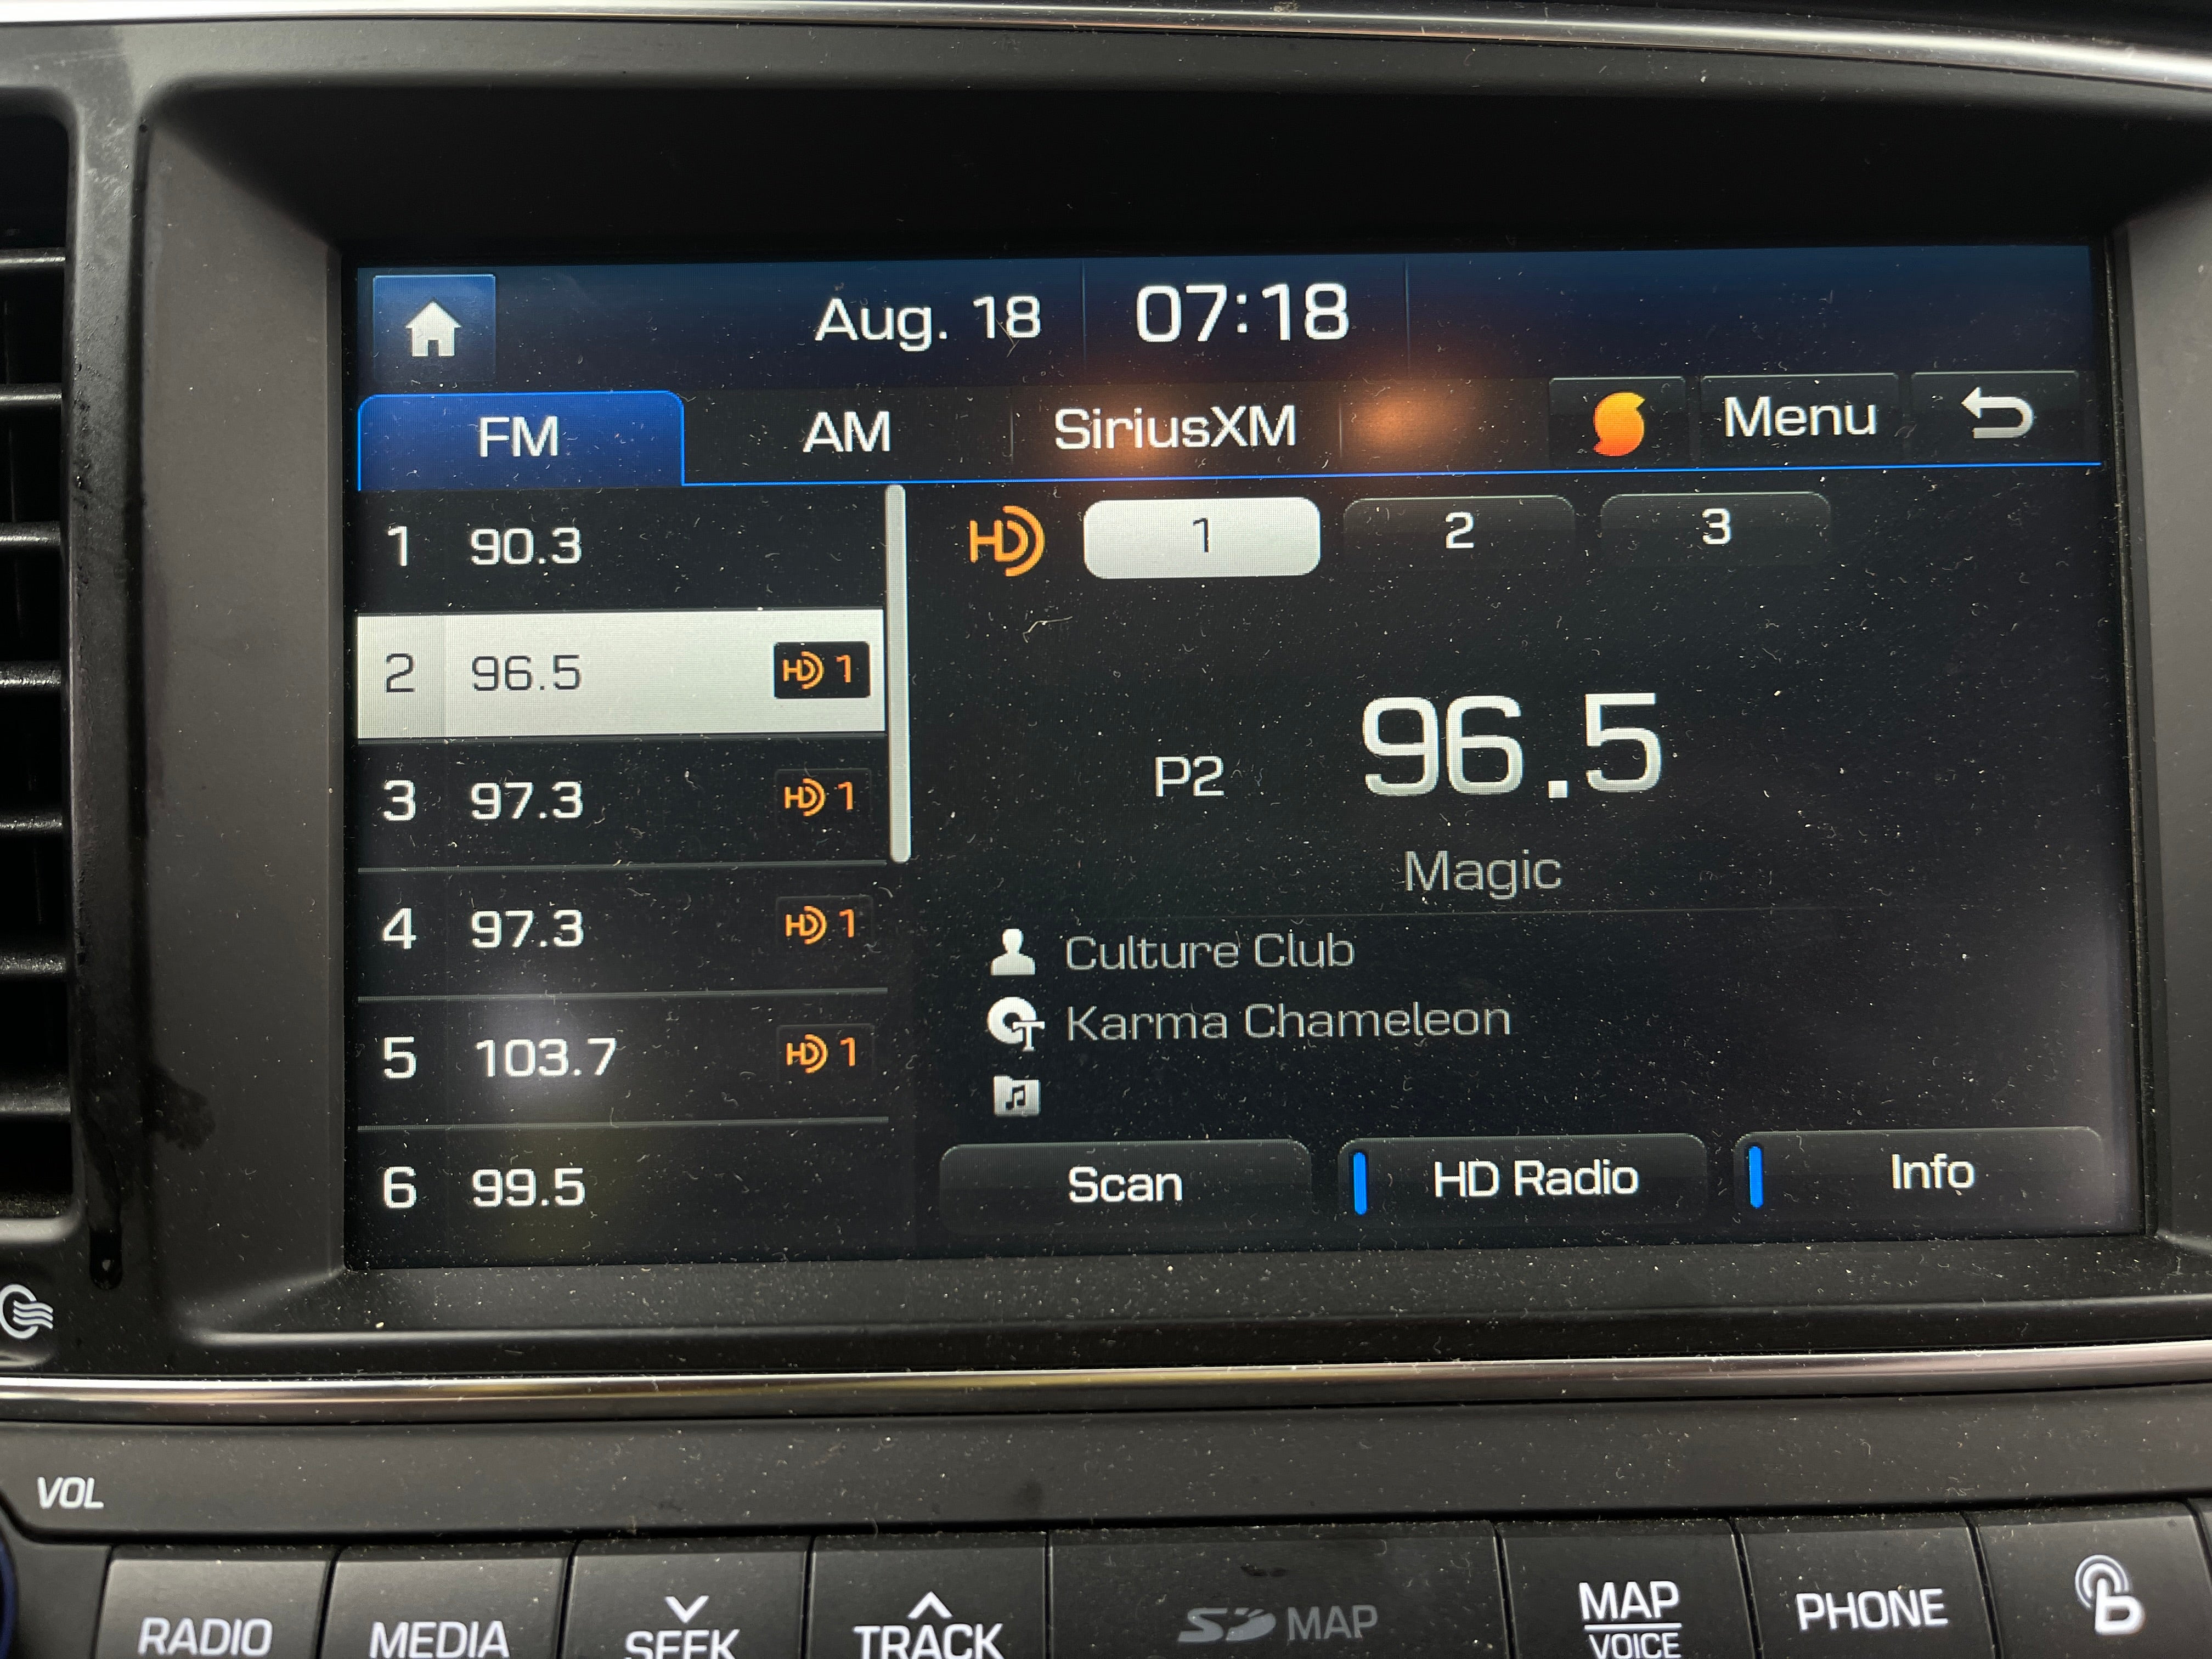 Aug. 18 07:18
FM AM SiriusXM Menu
1 90.3
2 96.5 HD 1
3 97.3 HD 1
4 97.3 HD 1
5 103.7 HD 1
6 99.5
HD 1 2 3
P2 96.5
Magic
Culture Club
Karma Chameleon
Scan HD Radio Info
VOL
RADIO MEDIA SEEK TRACK SD MAP MAP PHONE
VOICE